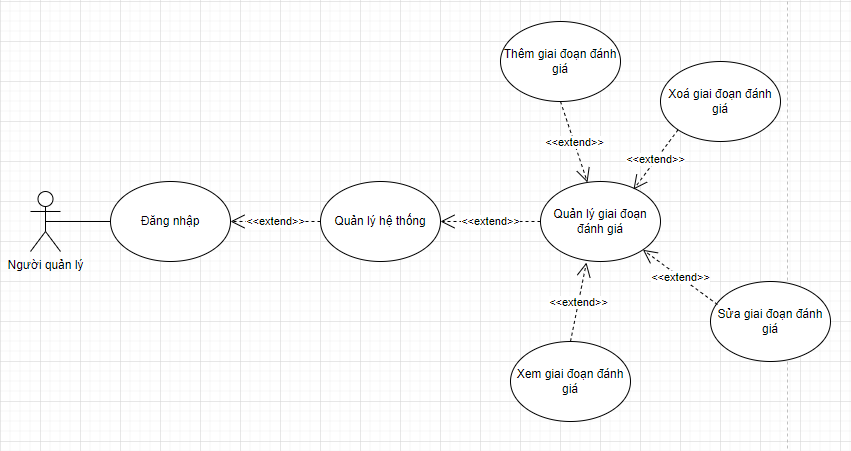 Thêm giai đoạn đánh
giá
Xoá giai đoạn đánh
giá
<<extend>>
<<extend>>
Người quản lý
Đăng nhập
<<extend>>
Quản lý hệ thống
<<extend>>
Quản lý giai đoạn
đánh giá
<<extend>>
<<extend>>
Sửa giai đoạn đánh
giá
Xem giai đoạn đánh
giá